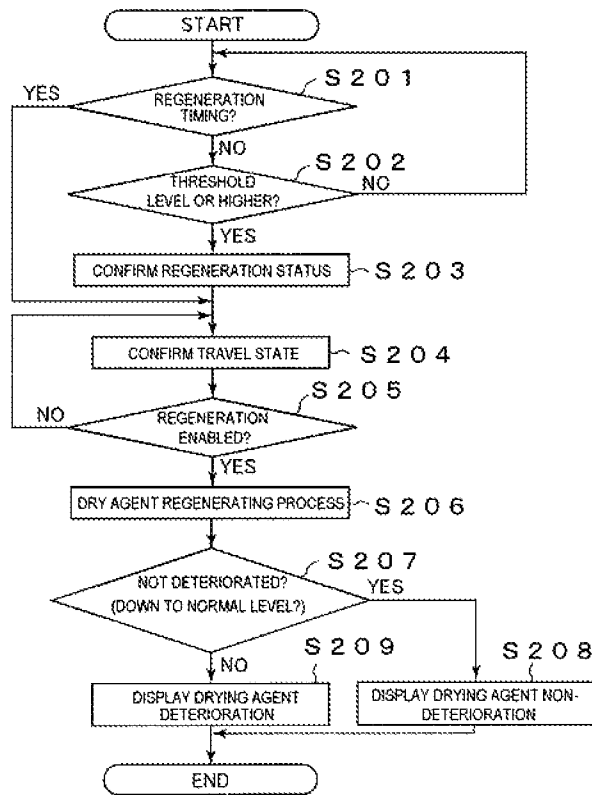 START
S201
YES
REGENERATION
TIMING?
NO
S202
THRESHOLD
LEVEL OR HIGHER?
NO
YES
CONFIRM REGENERATION STATUS
S203
CONFIRM TRAVEL STATE
S204
S205
NO
REGENERATION
ENABLED?
YES
DRY AGENT REGENERATING PROCESS
S206
S207
NOT DETERIORATED?
(DOWN TO NORMAL LEVEL?)
YES
NO
S209
S208
DISPLAY DRYING AGENT
DETERIORATION
DISPLAY DRYING AGENT NON-
DETERIORATION
END